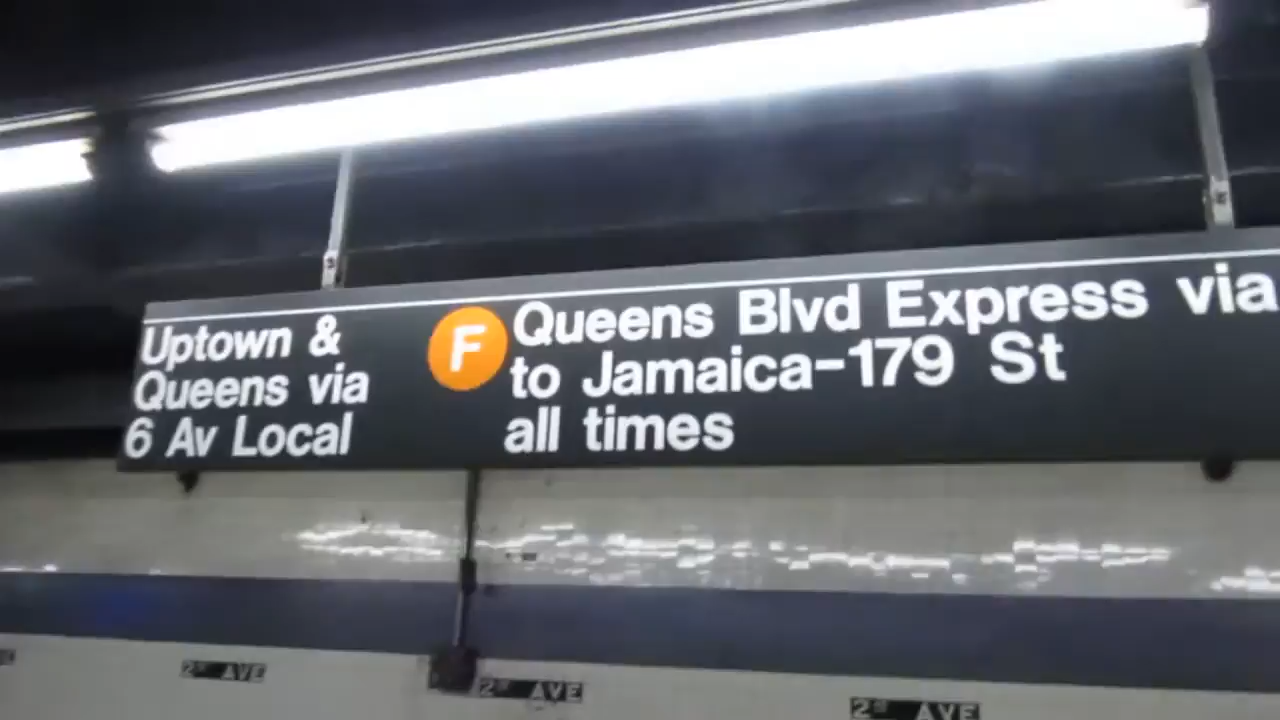 Uptown &
Queens via
6 Av Local
F
Queens Blvd Express via
to Jamaica-179 St
all times
2ND AVE
2ND AVE
2ND AVE